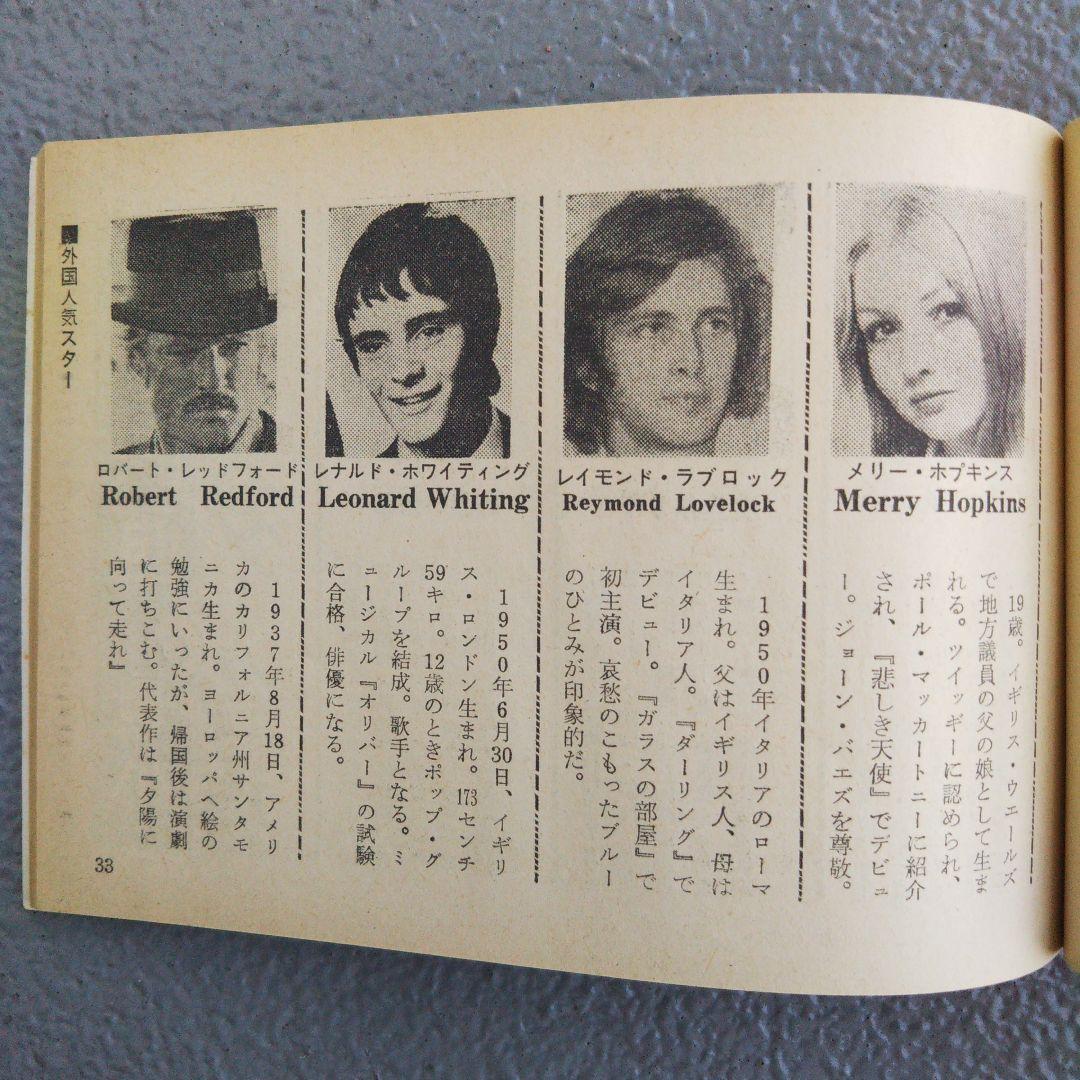 メリー・ホプキンス
Merry Hopkins
19歳。イギリス・ウエールズ
で地方議員の父の娘として生ま
れる。ツイッギーに認められ、
ポール・マッカートニーに紹介
され、『悲しき天使』でデビュ
ー。ジョーン・バエズを尊敬。
レイモンド・ラブロック
Reymond Lovelock
1950年イタリアのローマ
生まれ。父はイギリス人、母は
イタリア人。『ダーリング』で
デビュー。『ガラスの部屋』で
初主演。哀愁のこもったブルー
のひとみが印象的だ。
レナルド・ホワイティング
Leonard Whiting
1950年6月30日、イギリ
ス・ロンドン生まれ。173センチ
59キロ。12歳のときポップ・グ
ループを結成。歌手となる。ミ
ュージカル『オリバー』の試験
に合格、俳優になる。
ロバート・レッドフォード
Robert Redford
1937年8月18日、アメリ
カのカリフォルニア州サンタモ
ニカ生まれ。ヨーロッパへ絵の
勉強にいったが、帰国後は演劇
に打ちこむ。代表作は『夕陽に
向って走れ』
■外国人気スター
33